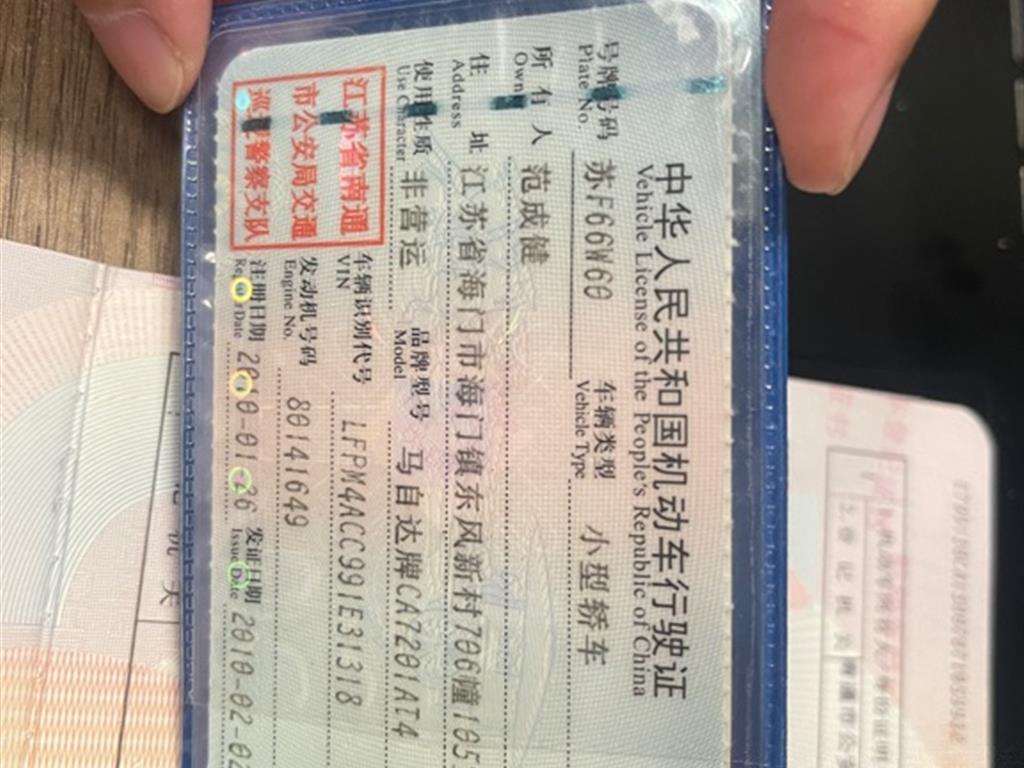 中华人民共和国机动车行驶证
Vehicle License of the People's Republic of China
号牌号码 苏F66W60 车辆类型 小型轿车
Plate No. Vehicle Type
所有人 范成健
Owner
住址 江苏省海门市海门镇东风新村706幢105
Address
使用性质 非营运 品牌型号 马自达牌CA7201AT4
Use Character Model
江苏省南通
市公安局交通
巡逻警察支队
车辆识别代号 LFPM4ACC991E31318
VIN
发动机号码 80141649
Engine No.
注册日期 2010-01-26 发证日期 2010-02-02
Register Date Issue Date